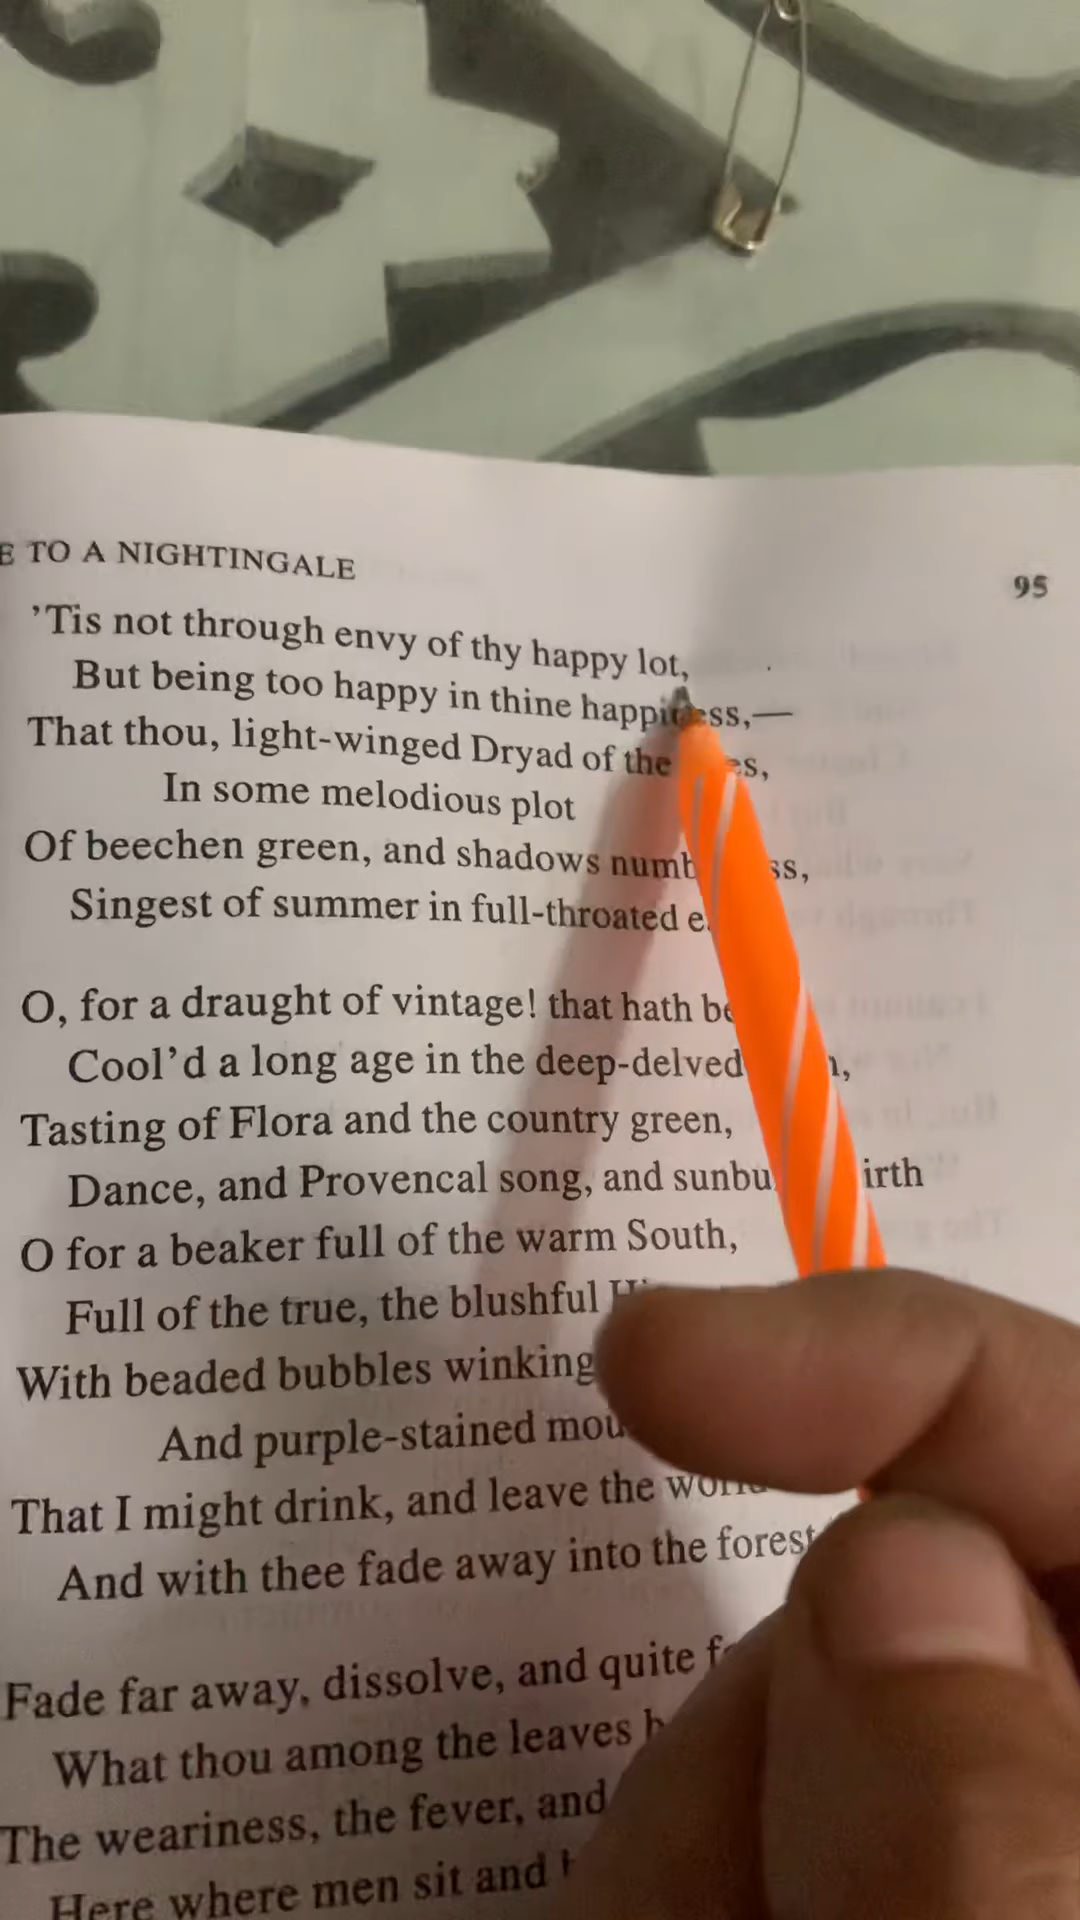 E TO A NIGHTINGALE
95
’Tis not through envy of thy happy lot,
But being too happy in thine happiness,—
That thou, light-winged Dryad of the
In some melodious plot
Of beechen green, and shadows
Singest of summer in full-throated
O, for a draught of vintage! that hath
Cool’d a long age in the deep-delved
Tasting of Flora and the country green,
Dance, and Provencal song, and
O for a beaker full of the warm South,
Full of the true, the blushful
With beaded bubbles winking
And purple-stained
That I might drink, and leave the world
And with thee fade away into the forest
Fade far away, dissolve, and quite
What thou among the leaves
The weariness, the fever, and
Here where men sit and